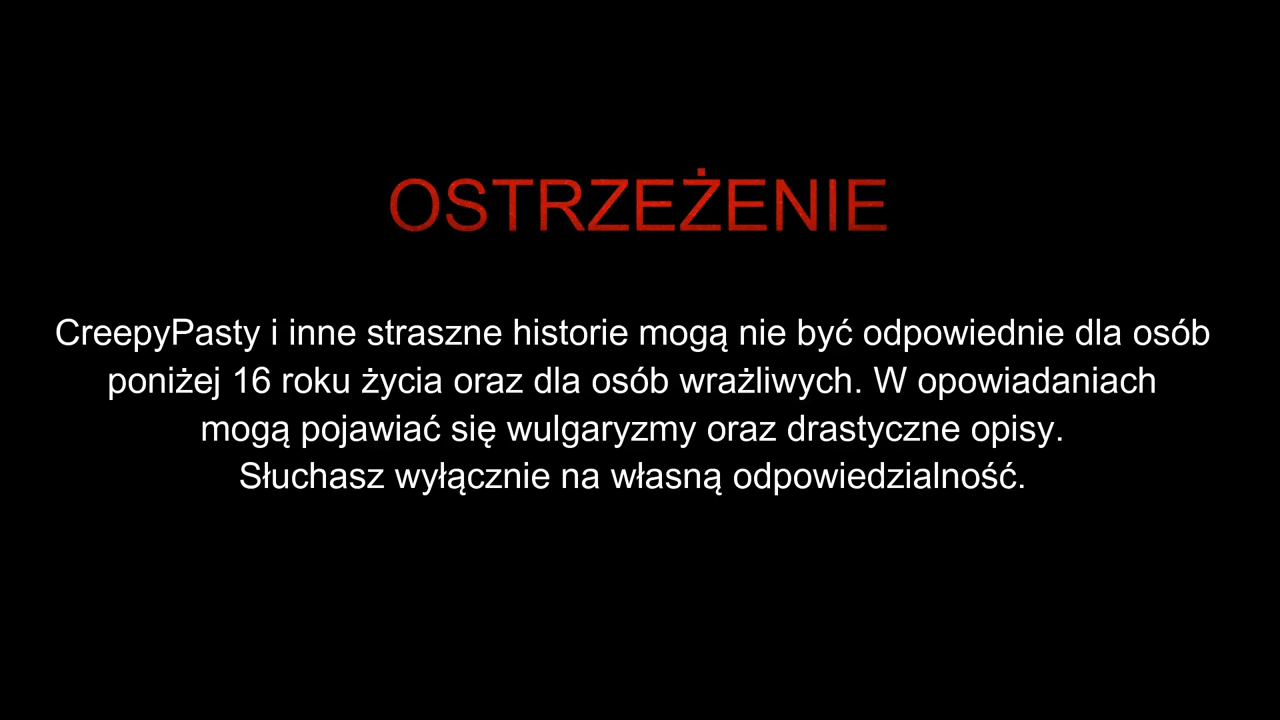 OSTRZEŻENIE
CreepyPasty i inne straszne historie mogą nie być odpowiednie dla osób
poniżej 16 roku życia oraz dla osób wrażliwych. W opowiadaniach
mogą pojawiać się wulgaryzmy oraz drastyczne opisy.
Słuchasz wyłącznie na własną odpowiedzialność.